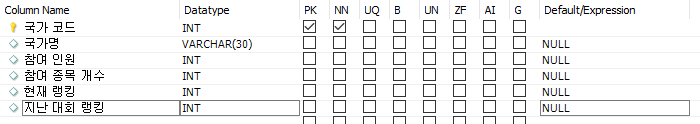 Column Name Datatype PK NN UQ B UN ZF AI G Default/Expression
국가 코드 INT
국가명 VARCHAR(30) NULL
참여 인원 INT NULL
참여 종목 개수 INT NULL
현재 랭킹 INT NULL
지난 대회 랭킹 INT NULL